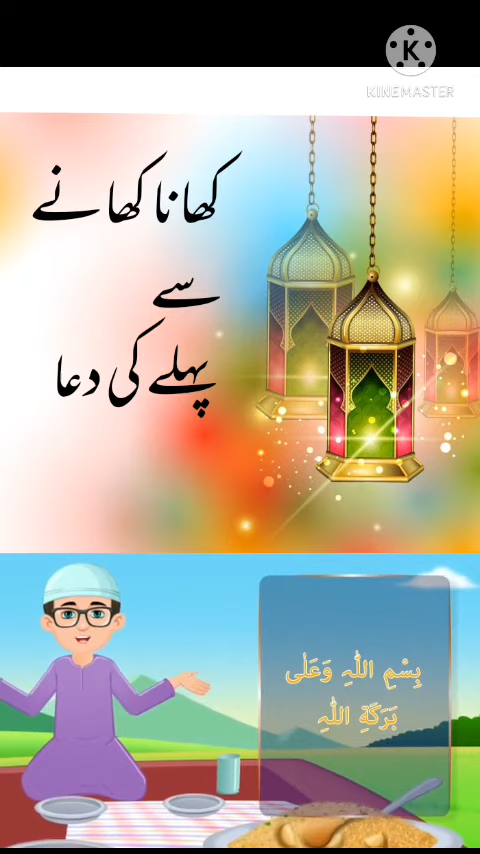 KINEMASTER
کھانا کھانے
سے
پہلے کی دعا
بِسْمِ اللّٰہِ وَعَلٰی
بَرَکَةِ اللّٰہِ